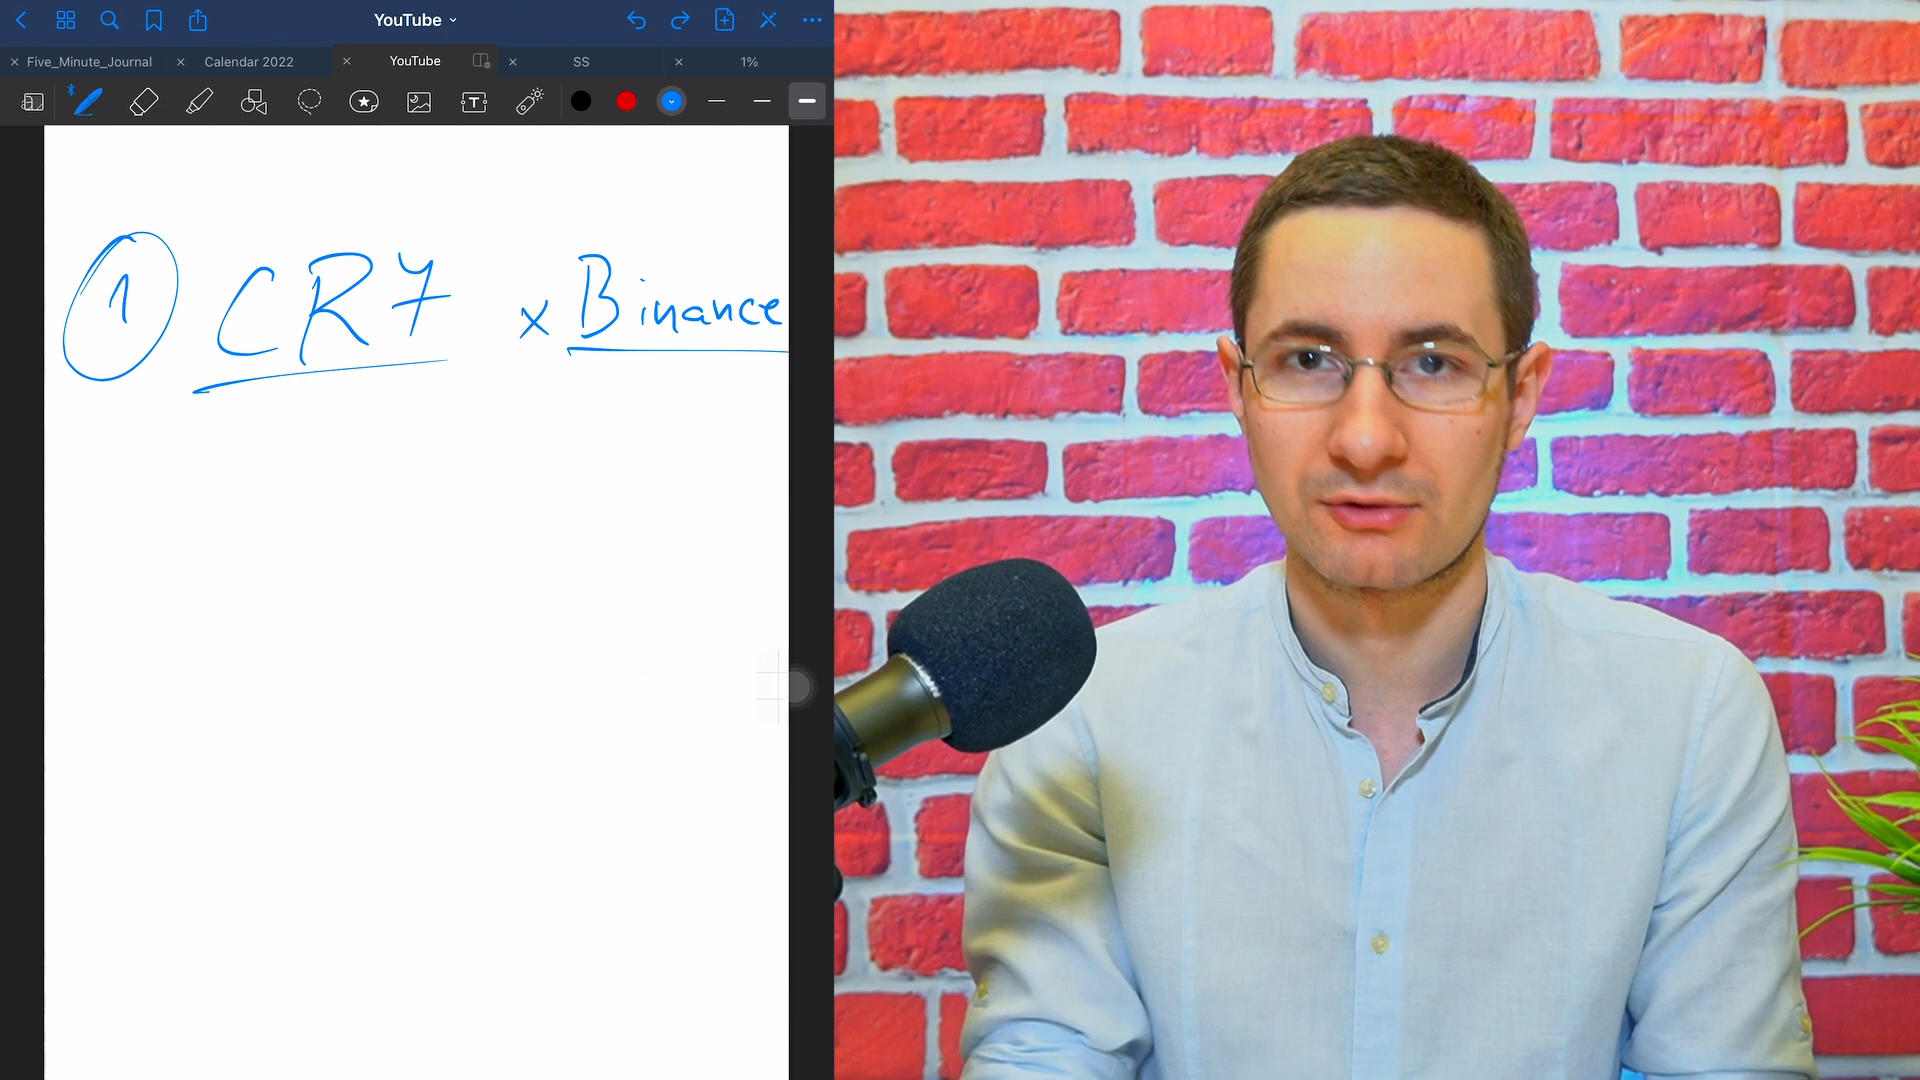 YouTube
Five_Minute_Journal
Calendar 2022
YouTube
SS
1%
T
1 CR7 x Binance